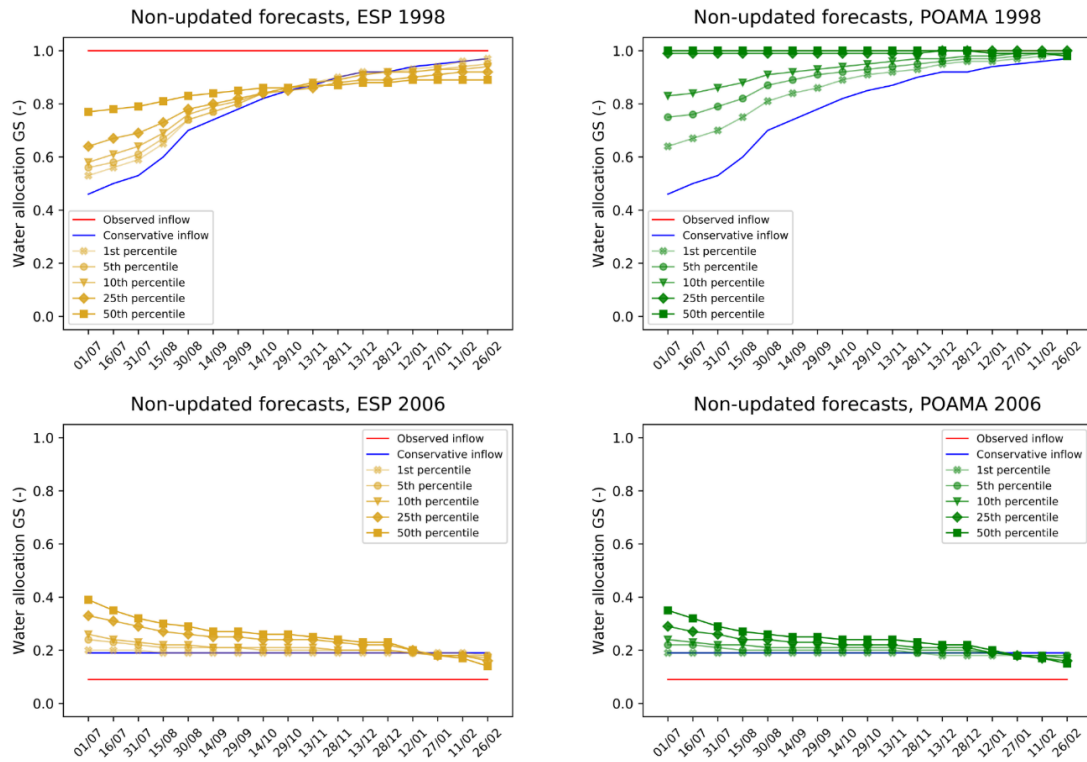 Non-updated forecasts, ESP 1998
Water allocation GS (-)
1.0
0.8
0.6
0.4
0.2
0.0
Observed inflow
Conservative inflow
1st percentile
5th percentile
10th percentile
25th percentile
50th percentile
01/07 16/07 31/07 15/08 30/08 14/09 29/09 14/10 29/10 13/11 28/11 13/12 28/12 12/01 27/01 11/02 26/02
Non-updated forecasts, POAMA 1998
Water allocation GS (-)
1.0
0.8
0.6
0.4
0.2
0.0
Observed inflow
Conservative inflow
1st percentile
5th percentile
10th percentile
25th percentile
50th percentile
01/07 16/07 31/07 15/08 30/08 14/09 29/09 14/10 29/10 13/11 28/11 13/12 28/12 12/01 27/01 11/02 26/02
Non-updated forecasts, ESP 2006
Water allocation GS (-)
1.0
0.8
0.6
0.4
0.2
0.0
Observed inflow
Conservative inflow
1st percentile
5th percentile
10th percentile
25th percentile
50th percentile
01/07 16/07 31/07 15/08 30/08 14/09 29/09 14/10 29/10 13/11 28/11 13/12 28/12 12/01 27/01 11/02 26/02
Non-updated forecasts, POAMA 2006
Water allocation GS (-)
1.0
0.8
0.6
0.4
0.2
0.0
Observed inflow
Conservative inflow
1st percentile
5th percentile
10th percentile
25th percentile
50th percentile
01/07 16/07 31/07 15/08 30/08 14/09 29/09 14/10 29/10 13/11 28/11 13/12 28/12 12/01 27/01 11/02 26/02